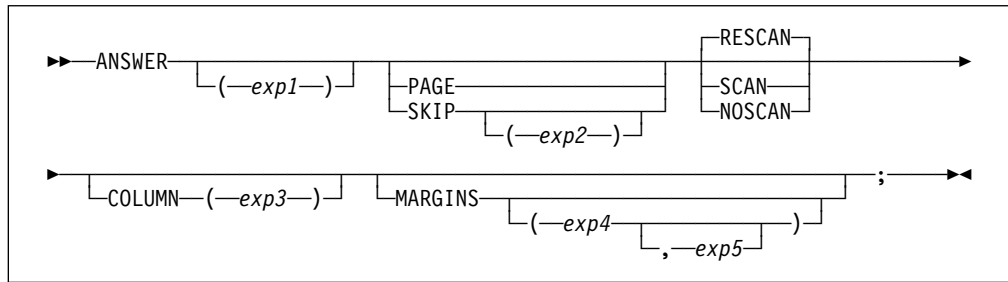 RESCAN
ANSWER
(exp1) PAGE SCAN
SKIP NOSCAN
(exp2)
;
COLUMN (exp3) MARGINS
(exp4 )
,exp5